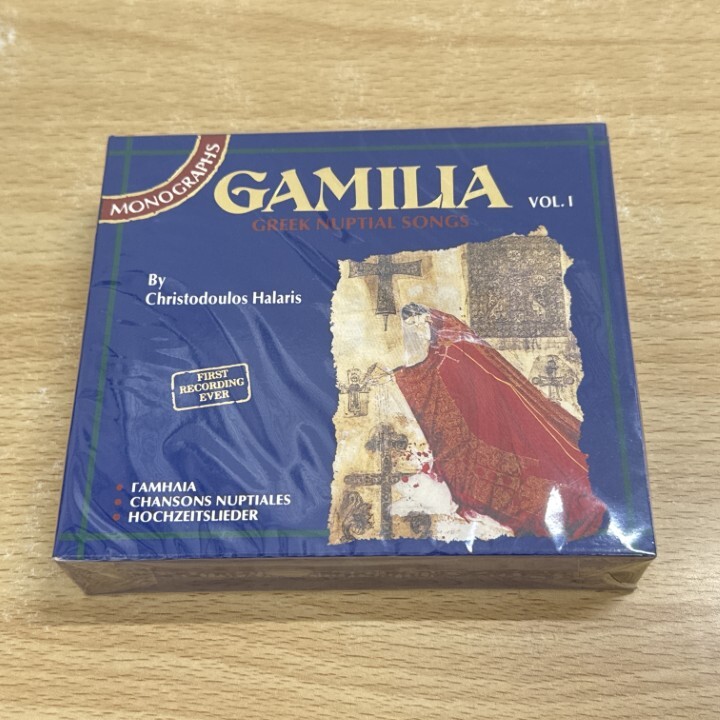 MONOGRAPHS
GAMILIA VOL. I
GREEK NUPTIAL SONGS
By
Christodoulos Halaris
FIRST
RECORDING
EVER
• ΓΑΜΗΛΙΑ
• CHANSONS NUPTIALES
• HOCHZEITSLIEDER